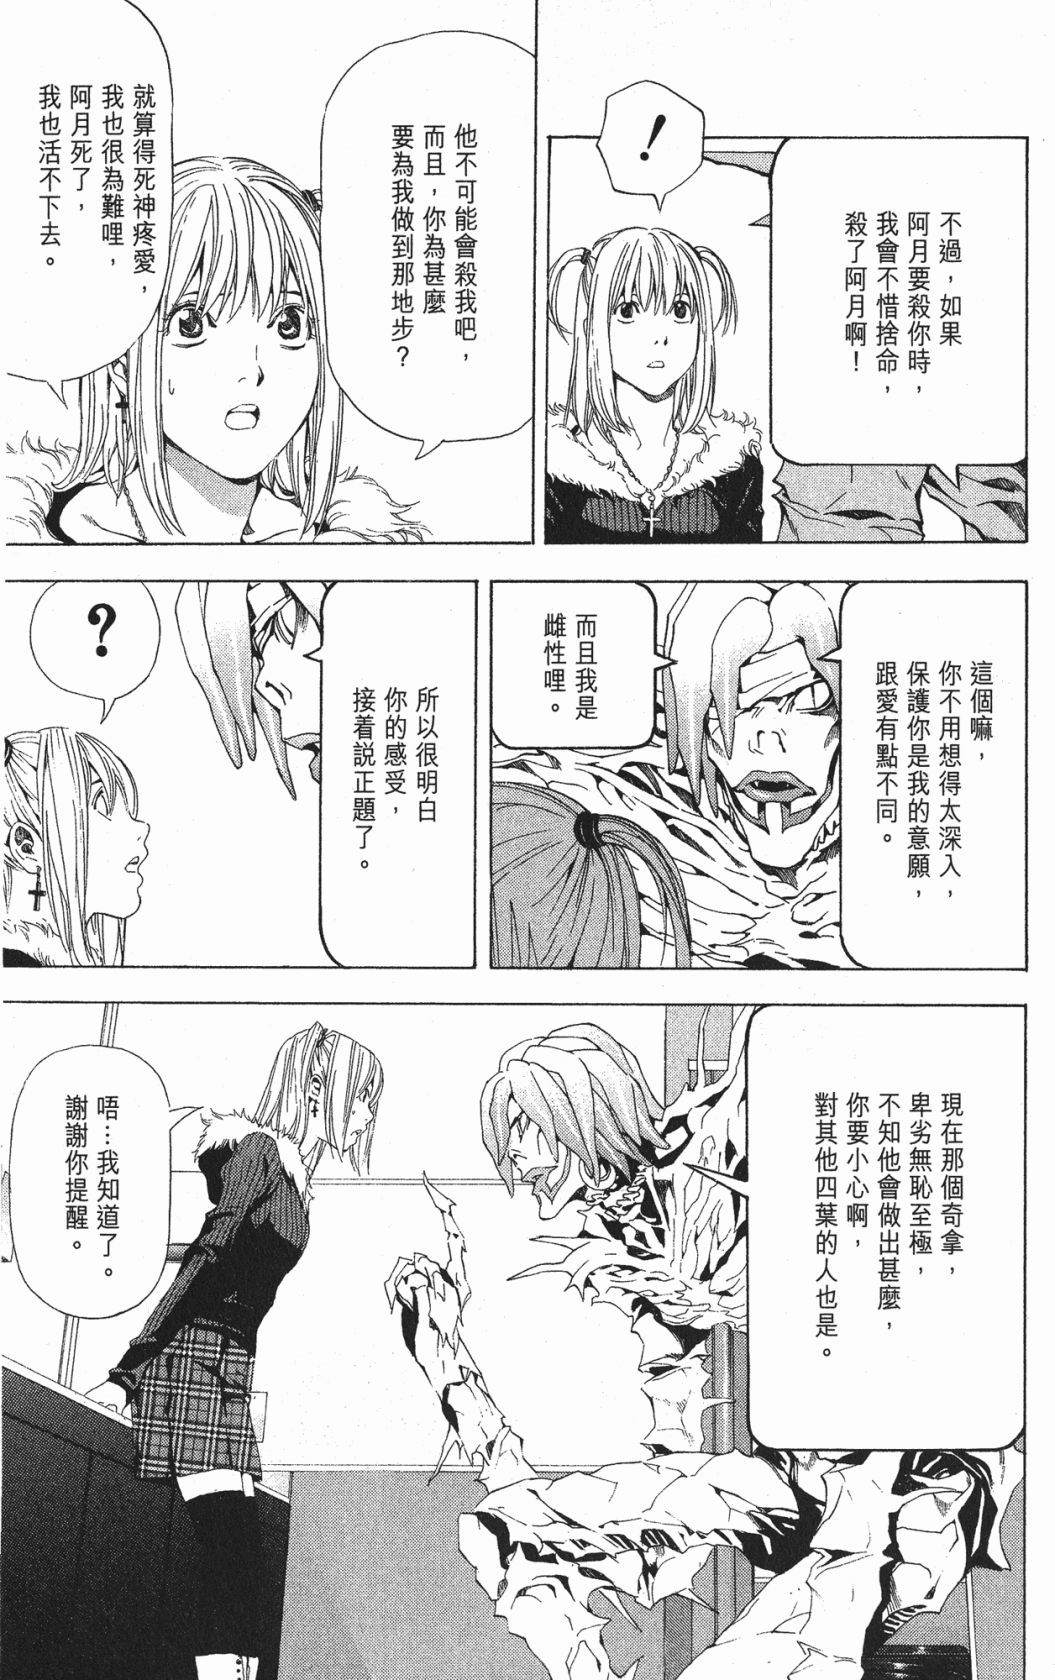 不過，如果
阿月要殺你時，
我會不惜捨命，
殺了阿月啊！
！
他不可能會殺我吧，
而且，你為甚麼
要為我做到那地步？
就算得死神疼愛，
我也很為難哩，
阿月死了，
我也活不下去。
這個嘛，
你不用想得太深入，
保護你是我的意願，
跟愛有點不同。
而且我是
雌性哩。
所以很明白
你的感受，
接着說正題了。
？
現在那個奇拿，
卑劣無恥至極，
不知他會做出甚麼，
你要小心啊，
對其他四葉的人也是。
唔…我知道了。
謝謝你提醒。